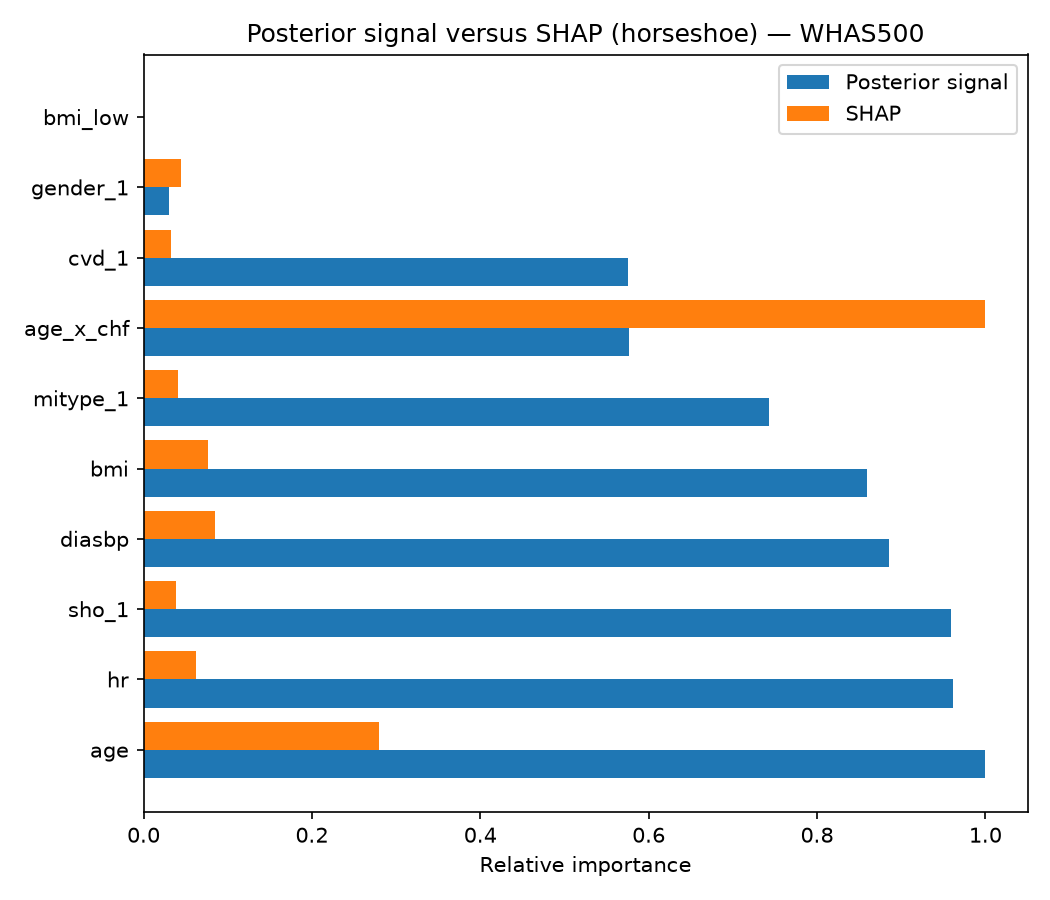 Posterior signal versus SHAP (horseshoe) — WHAS500
Posterior signal
SHAP
bmi_low
gender_1
cvd_1
age_x_chf
mitype_1
bmi
diasbp
sho_1
hr
age
0.0 0.2 0.4 0.6 0.8 1.0
Relative importance